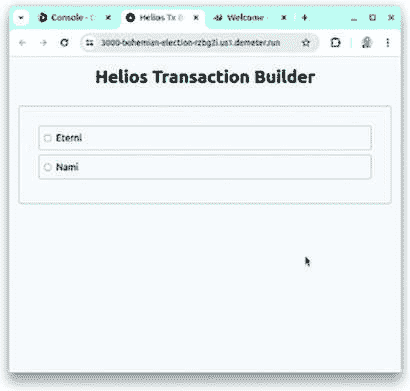 Console - D
Helios Tx B
Welcome -
3000-bohemian-election-rzbg2i.us1.demeter.run
Helios Transaction Builder
Eternl
Nami